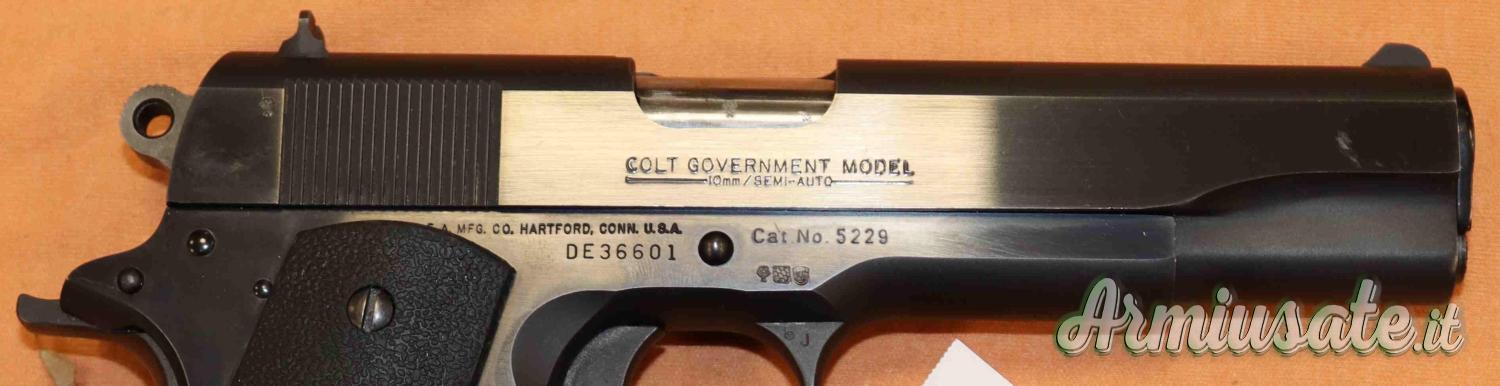 COLT GOVERNMENT MODEL
10mm/SEMI-AUTO
MFG. CO. HARTFORD, CONN. U.S.A.
DE36601
Cat.No. 5229
J
Armiusate.it